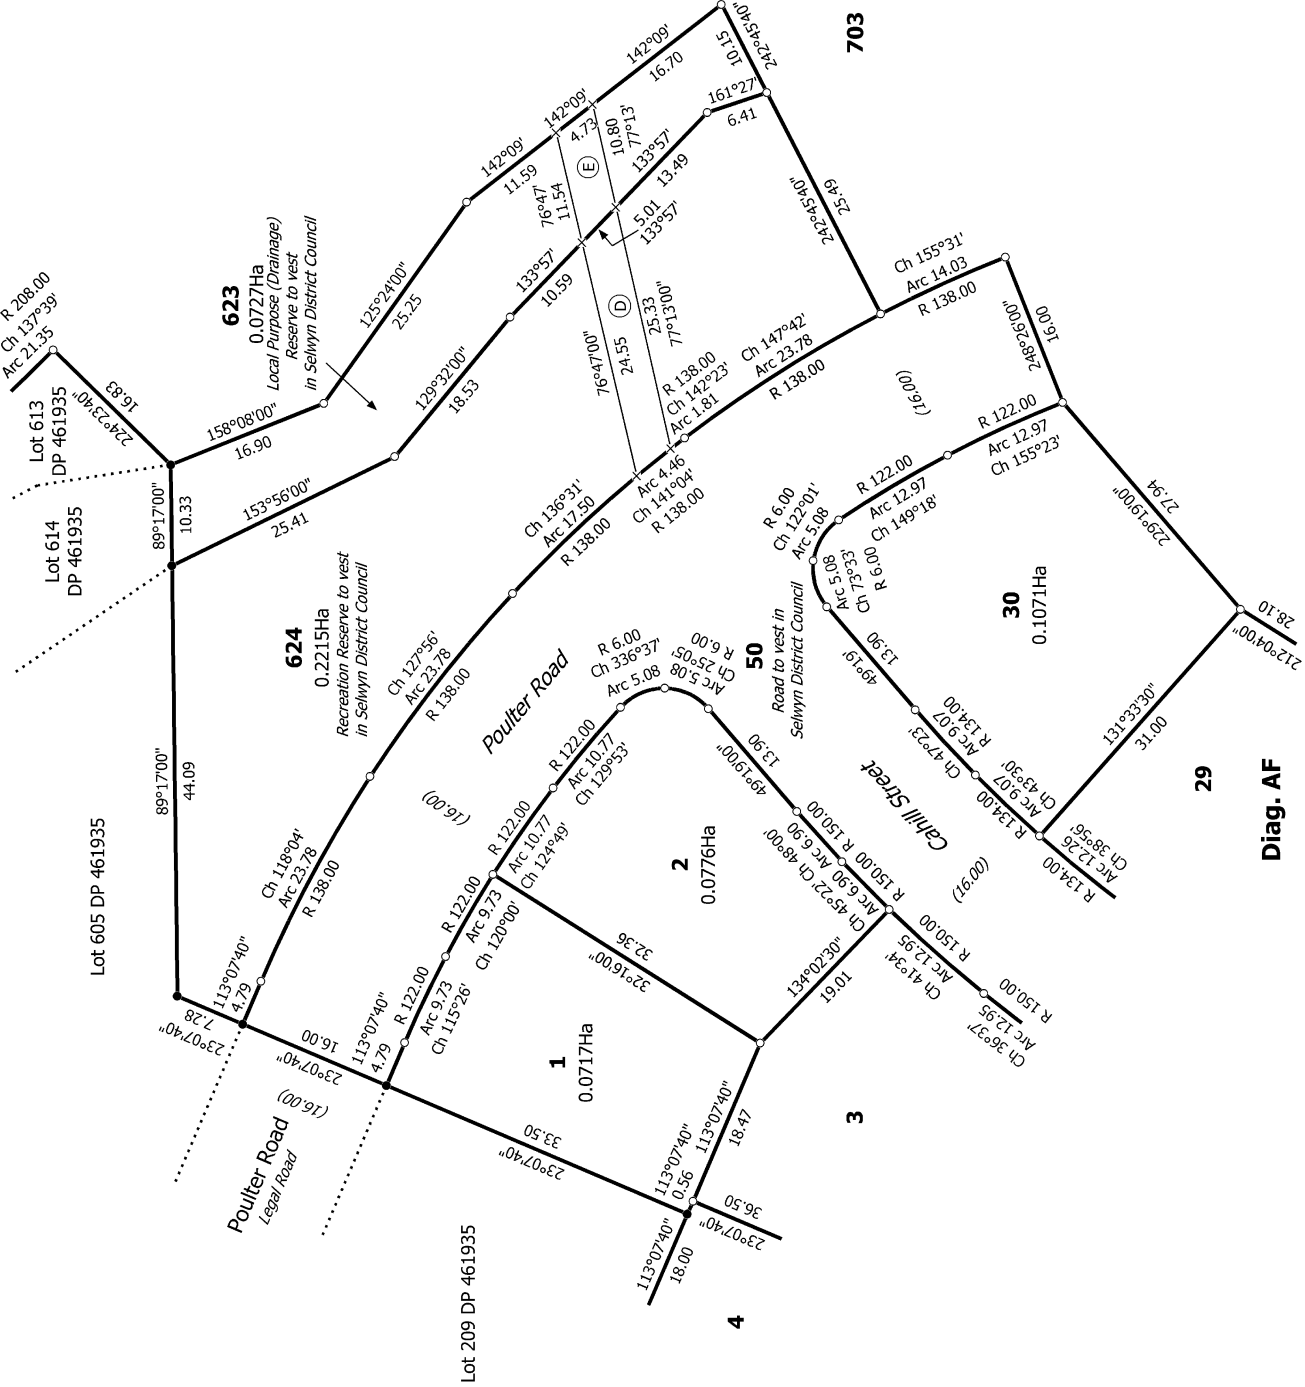 R 208.00
Ch 137°39'
Arc 21.35
Lot 613
DP 461935
Lot 614
DP 461935
224°23'40"
16.83
89°17'00"
10.33
158°08'00"
16.90
153°56'00"
25.41
623
0.0727Ha
Local Purpose (Drainage)
Reserve to vest
in Selwyn District Council
125°24'00"
25.25
129°32'00"
18.53
142°09'
11.59
142°09'
4.73
142°09'
16.70
10.15
242°45'40"
703
161°27'
6.41
133°57'
10.59
5.01
133°57'
133°57'
13.49
76°47'
11.54
E
10.80
77°13'
76°47'00"
24.55
D
25.33
77°13'00"
242°45'40"
25.49
Lot 605 DP 461935
89°17'00"
44.09
624
0.2215Ha
Recreation Reserve to vest
in Selwyn District Council
7.28
23°07'40"
113°07'40"
4.79
Ch 118°04'
Arc 23.78
R 138.00
Ch 127°56'
Arc 23.78
R 138.00
Ch 136°31'
Arc 17.50
R 138.00
Arc 4.46
Ch 141°04'
R 138.00
R 138.00
Ch 142°23'
Arc 1.81
Ch 147°42'
Arc 23.78
R 138.00
Ch 155°31'
Arc 14.03
R 138.00
248°26'00"
16.00
(16.00)
Poulter Road
(16.00)
Poulter Road
Legal Road
(16.00)
16.00
23°07'40"
113°07'40"
4.79
R 122.00
Arc 9.73
Ch 115°26'
R 122.00
Arc 9.73
Ch 120°00'
R 122.00
Arc 10.77
Ch 124°49'
R 122.00
Arc 10.77
Ch 129°53'
R 6.00
Ch 336°37'
Arc 5.08
R 6.00
Ch 25°05'
Arc 5.08
50
Road to vest in
Selwyn District Council
R 6.00
Ch 122°01'
Arc 5.08
Arc 5.08
Ch 73°33'
R 6.00
R 122.00
Arc 12.97
Ch 149°18'
R 122.00
Arc 12.97
Ch 155°23'
30
0.1071Ha
229°19'00"
27.94
28.10
212°04'00"
131°33'30"
31.00
29
49°19'
13.90
Ch 47°23'
Arc 9.07
R 134.00
R 134.00
Arc 9.07
Ch 43°30'
R 134.00
Arc 12.26
Ch 38°56'
Cahill Street
(16.00)
49°19'00"
13.90
R 150.00
Arc 6.90
Ch 48°00'
R 150.00
Arc 6.90
Ch 45°22'
R 150.00
Arc 12.95
Ch 41°34'
R 150.00
Arc 12.95
Ch 36°37'
2
0.0776Ha
32.36
32°16'00"
134°02'30"
19.01
1
0.0717Ha
33.50
23°07'40"
113°07'40"
0.56
113°07'40"
18.47
113°07'40"
18.00
36.50
23°07'40"
3
4
Lot 209 DP 461935
Diag. AF